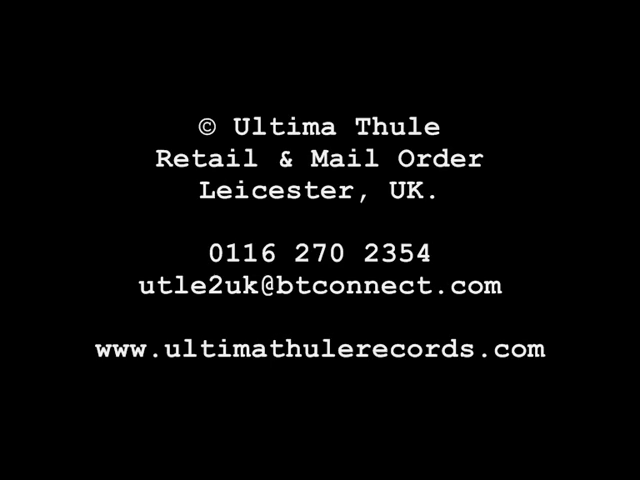 © Ultima Thule
Retail & Mail Order
Leicester, UK.
0116 270 2354
utle2uk@btconnect.com
www.ultimathulerecords.com